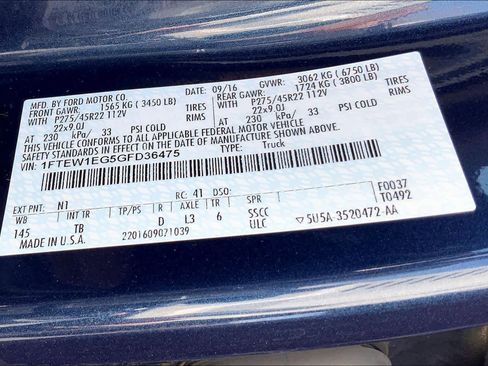 MFD. BY FORD MOTOR CO. 09/16 GVWR: 3062 KG ( 6750 LB)
FRONT GAWR: 1565 KG ( 3450 LB) REAR GAWR: 1724 KG ( 3800 LB)
P275/45R22 112V TIRES WITH P275/45R22 112V TIRES
22x9.0J RIMS 22x9.0J RIMS
AT 230 kPa/ 33 PSI COLD AT 230 kPa/ 33 PSI COLD
THIS VEHICLE CONFORMS TO ALL APPLICABLE FEDERAL MOTOR VEHICLE SAFETY AND THEFT PREVENTION STANDARDS IN EFFECT ON THE DATE OF MANUFACTURE SHOWN ABOVE.
VIN: 1FTEW1EG5GFD36475 TYPE: Truck
F0037
T0492
EXT PNT: N1 RC: 41 DSO:
WB TB TP/PS R AXLE TR SPR
145 D L3 6 SSCC
MADE IN U.S.A. 2201609021039 ULC 5U5A-3520472-AA